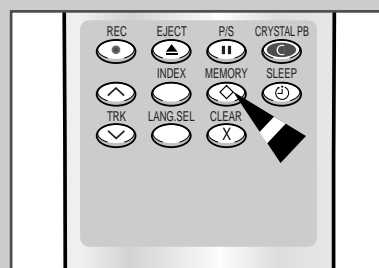 REC EJECT P/S CRYSTAL PB
C
INDEX MEMORY SLEEP
TRK LANG.SEL CLEAR
X